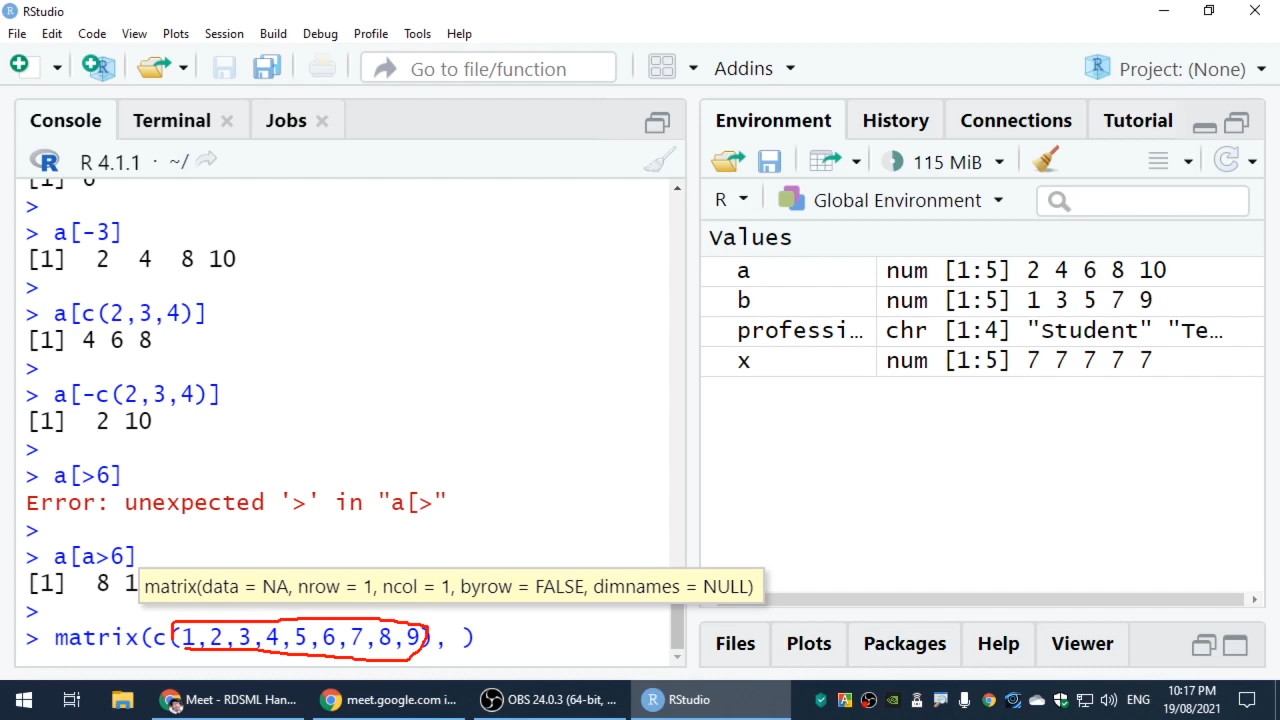 RStudio
File Edit Code View Plots Session Build Debug Profile Tools Help
Go to file/function Addins Project: (None)
Console Terminal Jobs
R 4.1.1 · ~/
[1] 6
>
> a[-3]
[1]  2  4  8 10
>
> a[c(2,3,4)]
[1] 4 6 8
>
> a[-c(2,3,4)]
[1]  2 10
>
> a[>6]
Error: unexpected '>' in "a[>"
>
> a[a>6]
[1]  8 1
matrix(data = NA, nrow = 1, ncol = 1, byrow = FALSE, dimnames = NULL)
>
> matrix(c(1,2,3,4,5,6,7,8,9), )
Environment History Connections Tutorial
115 MiB
R Global Environment
Values
a num [1:5] 2 4 6 8 10
b num [1:5] 1 3 5 7 9
professi… chr [1:4] "Student" "Te…
x num [1:5] 7 7 7 7 7
Files Plots Packages Help Viewer
Meet - RDSML Han... meet.google.com i... OBS 24.0.3 (64-bit, ... RStudio ENG 10:17 PM
19/08/2021